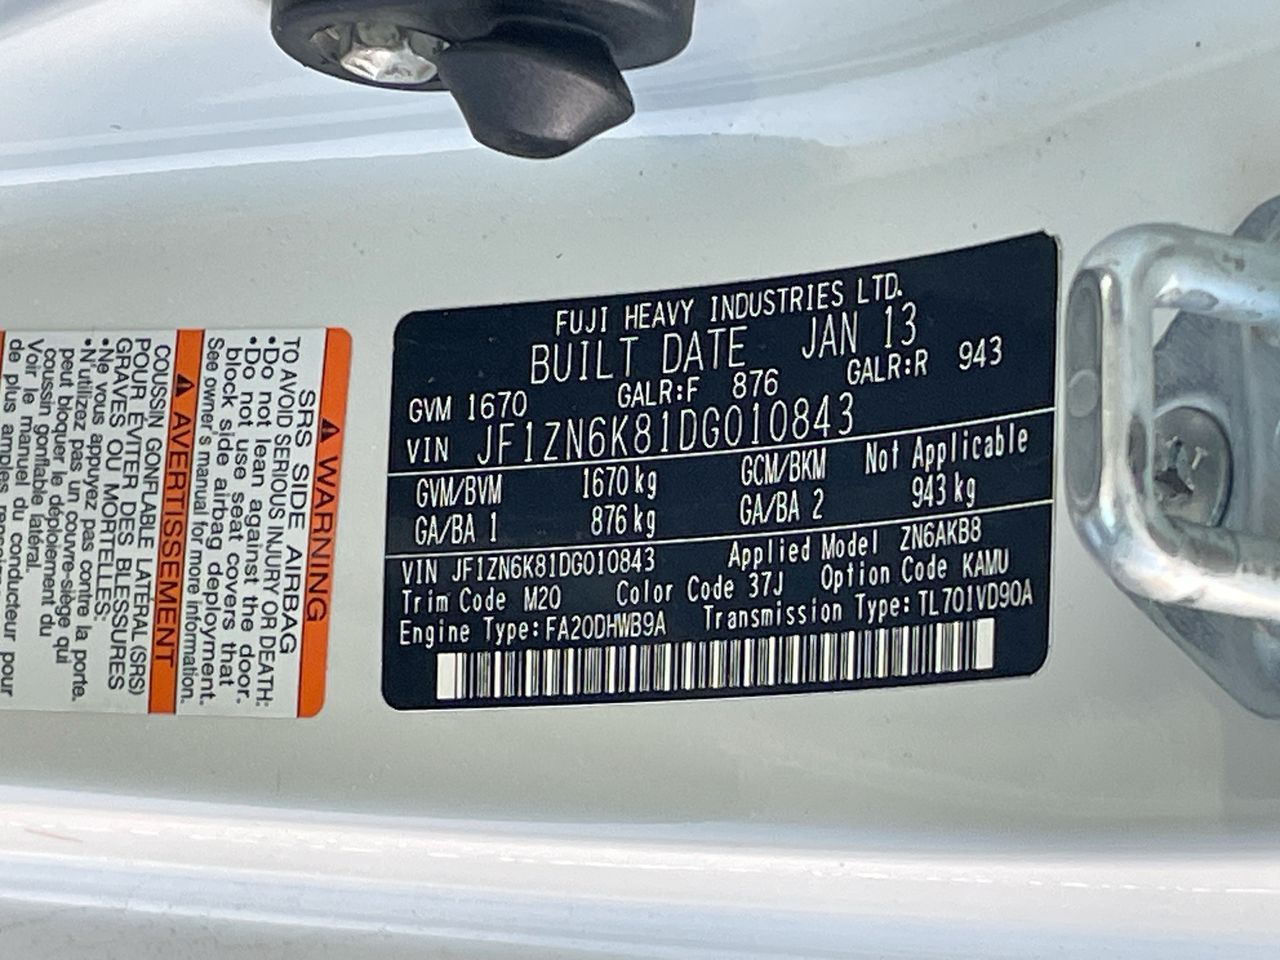 FUJI HEAVY INDUSTRIES LTD.
BUILT DATE JAN 13
GVM 1670 GALR:F 876 GALR:R 943
VIN JF1ZN6K81DG010843
GVM/BVM 1670 kg GCM/BKM Not Applicable
GA/BA 1 876 kg GA/BA 2 943 kg
VIN JF1ZN6K81DG010843 Applied Model ZN6AKB8
Trim Code M20 Color Code 37J Option Code KAMU
Engine Type: FA20DHWB9A Transmission Type: TL701VD90A
⚠ WARNING
SRS SIDE AIRBAG
TO AVOID SERIOUS INJURY OR DEATH:
• Do not lean against the door.
• Do not use seat covers that
block side airbag deployment.
See owner's manual for more information.
⚠ AVERTISSEMENT
COUSSIN GONFLABLE LATÉRAL (SRS)
POUR ÉVITER DES BLESSURES
GRAVES OU MORTELLES:
• Ne vous appuyez pas contre la porte.
• N'utilisez pas un couvre-siège qui
peut bloquer le déploiement du
coussin gonflable latéral.
Voir le manuel du conducteur pour
de plus amples